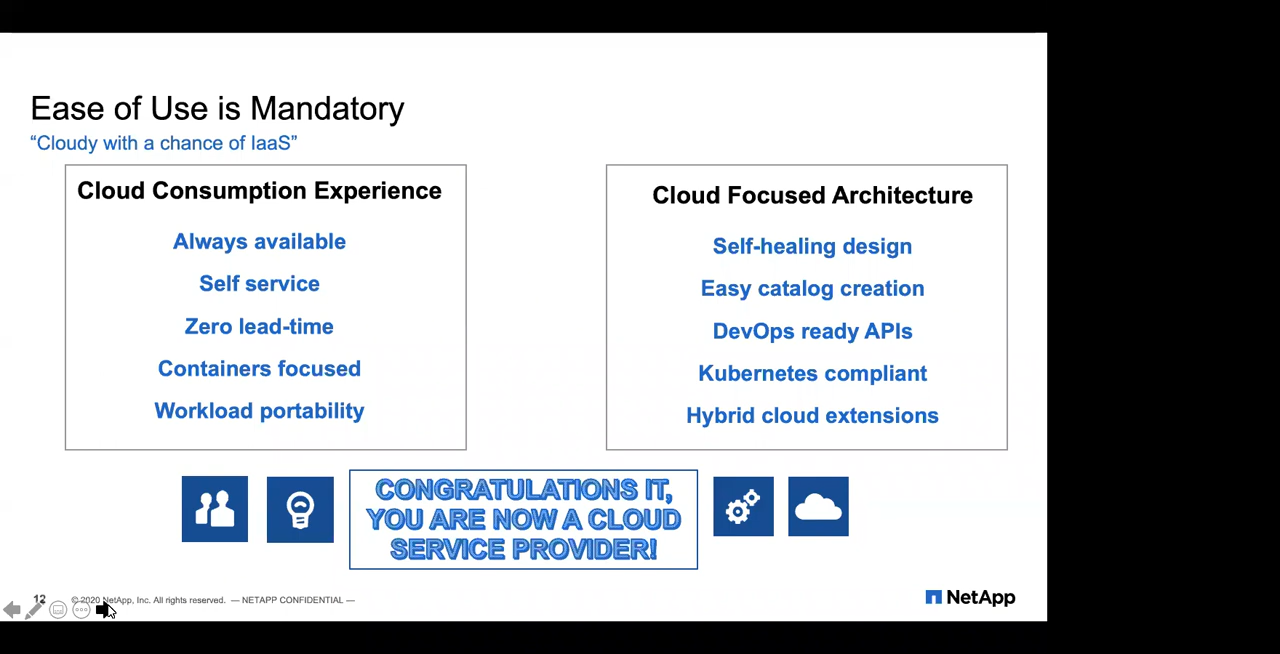 Ease of Use is Mandatory
“Cloudy with a chance of IaaS”
Cloud Consumption Experience
Always available
Self service
Zero lead-time
Containers focused
Workload portability
Cloud Focused Architecture
Self-healing design
Easy catalog creation
DevOps ready APIs
Kubernetes compliant
Hybrid cloud extensions
CONGRATULATIONS IT,
YOU ARE NOW A CLOUD
SERVICE PROVIDER!
12
© 2020 NetApp, Inc. All rights reserved. — NETAPP CONFIDENTIAL —
NetApp